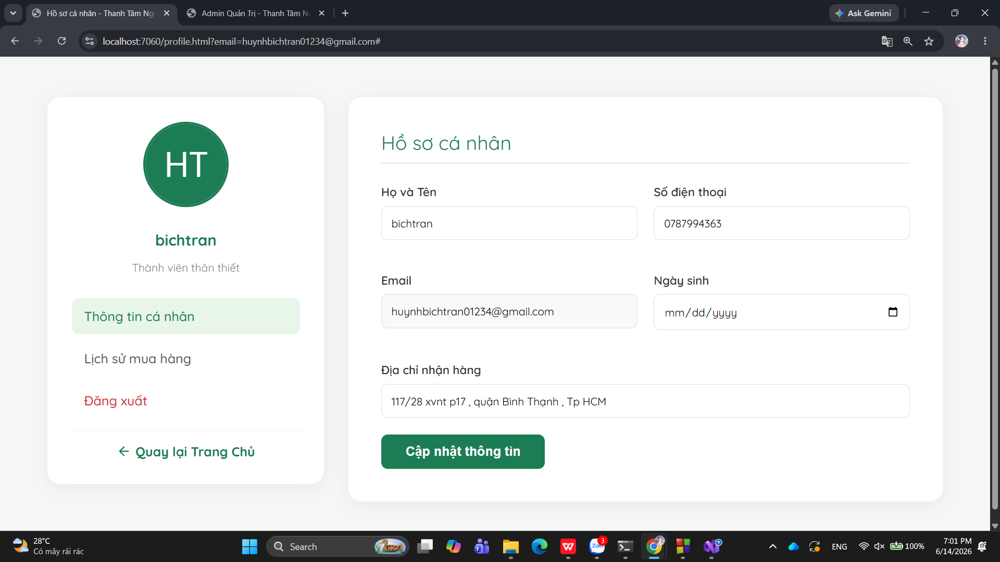 Hồ sơ cá nhân - Thanh Tâm Ng
Admin Quản Trị - Thanh Tâm N
Ask Gemini
localhost:7060/profile.html?email=huynhbichtran01234@gmail.com#
HT
bichtran
Thành viên thân thiết
Thông tin cá nhân
Lịch sử mua hàng
Đăng xuất
← Quay lại Trang Chủ
Hồ sơ cá nhân
Họ và Tên
Số điện thoại
bichtran
0787994363
Email
Ngày sinh
huynhbichtran01234@gmail.com
mm/dd/yyyy
Địa chỉ nhận hàng
117/28 xvnt p17 , quận Bình Thạnh , Tp HCM
Cập nhật thông tin
28°C
Có mây rải rác
Search
Zalo
3
ENG
100%
7:01 PM
6/14/2026